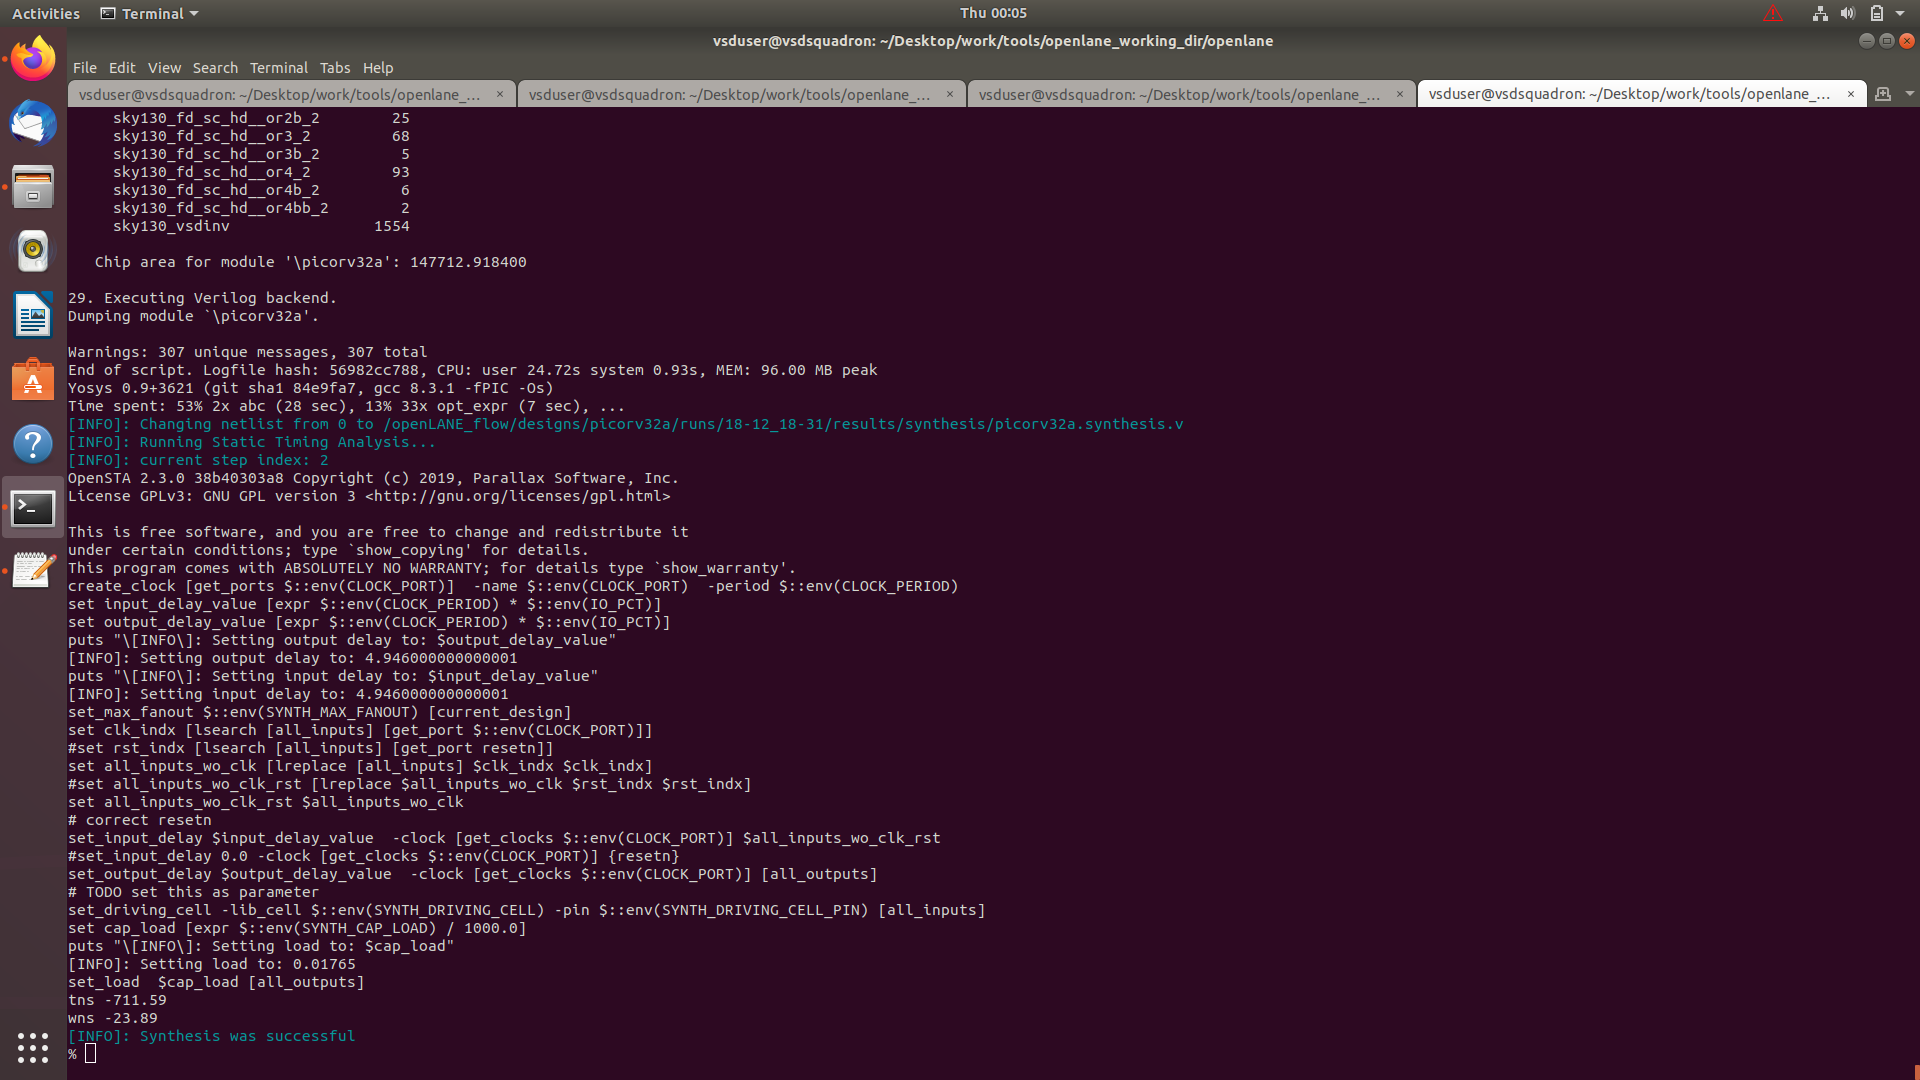 Activities
Terminal
Thu 00:05
vsduser@vsdsquadron: ~/Desktop/work/tools/openlane_working_dir/openlane
File Edit View Search Terminal Tabs Help
vsduser@vsdsquadron: ~/Desktop/work/tools/openlane_... ×
vsduser@vsdsquadron: ~/Desktop/work/tools/openlane_... ×
vsduser@vsdsquadron: ~/Desktop/work/tools/openlane_... ×
vsduser@vsdsquadron: ~/Desktop/work/tools/openlane_... ×
sky130_fd_sc_hd__or2b_2 25
sky130_fd_sc_hd__or3_2 68
sky130_fd_sc_hd__or3b_2 5
sky130_fd_sc_hd__or4_2 93
sky130_fd_sc_hd__or4b_2 6
sky130_fd_sc_hd__or4bb_2 2
sky130_vsdinv 1554
Chip area for module '\picorv32a': 147712.918400
29. Executing Verilog backend.
Dumping module `\picorv32a'.
Warnings: 307 unique messages, 307 total
End of script. Logfile hash: 56982cc788, CPU: user 24.72s system 0.93s, MEM: 96.00 MB peak
Yosys 0.9+3621 (git sha1 84e9fa7, gcc 8.3.1 -fPIC -Os)
Time spent: 53% 2x abc (28 sec), 13% 33x opt_expr (7 sec), ...
[INFO]: Changing netlist from 0 to /openLANE_flow/designs/picorv32a/runs/18-12_18-31/results/synthesis/picorv32a.synthesis.v
[INFO]: Running Static Timing Analysis...
[INFO]: current step index: 2
OpenSTA 2.3.0 38b40303a8 Copyright (c) 2019, Parallax Software, Inc.
License GPLv3: GNU GPL version 3 <http://gnu.org/licenses/gpl.html>
This is free software, and you are free to change and redistribute it
under certain conditions; type `show_copying' for details.
This program comes with ABSOLUTELY NO WARRANTY; for details type `show_warranty'.
create_clock [get_ports $::env(CLOCK_PORT)]  -name $::env(CLOCK_PORT)  -period $::env(CLOCK_PERIOD)
set input_delay_value [expr $::env(CLOCK_PERIOD) * $::env(IO_PCT)]
set output_delay_value [expr $::env(CLOCK_PERIOD) * $::env(IO_PCT)]
puts "\[INFO\]: Setting output delay to: $output_delay_value"
[INFO]: Setting output delay to: 4.946000000000001
puts "\[INFO\]: Setting input delay to: $input_delay_value"
[INFO]: Setting input delay to: 4.946000000000001
set_max_fanout $::env(SYNTH_MAX_FANOUT) [current_design]
set clk_indx [lsearch [all_inputs] [get_port $::env(CLOCK_PORT)]]
#set rst_indx [lsearch [all_inputs] [get_port resetn]]
set all_inputs_wo_clk [lreplace [all_inputs] $clk_indx $clk_indx]
#set all_inputs_wo_clk_rst [lreplace $all_inputs_wo_clk $rst_indx $rst_indx]
set all_inputs_wo_clk_rst $all_inputs_wo_clk
# correct resetn
set_input_delay $input_delay_value  -clock [get_clocks $::env(CLOCK_PORT)] $all_inputs_wo_clk_rst
#set_input_delay 0.0 -clock [get_clocks $::env(CLOCK_PORT)] {resetn}
set_output_delay $output_delay_value  -clock [get_clocks $::env(CLOCK_PORT)] [all_outputs]
# TODO set this as parameter
set_driving_cell -lib_cell $::env(SYNTH_DRIVING_CELL) -pin $::env(SYNTH_DRIVING_CELL_PIN) [all_inputs]
set cap_load [expr $::env(SYNTH_CAP_LOAD) / 1000.0]
puts "\[INFO\]: Setting load to: $cap_load"
[INFO]: Setting load to: 0.01765
set_load  $cap_load [all_outputs]
tns -711.59
wns -23.89
[INFO]: Synthesis was successful
%